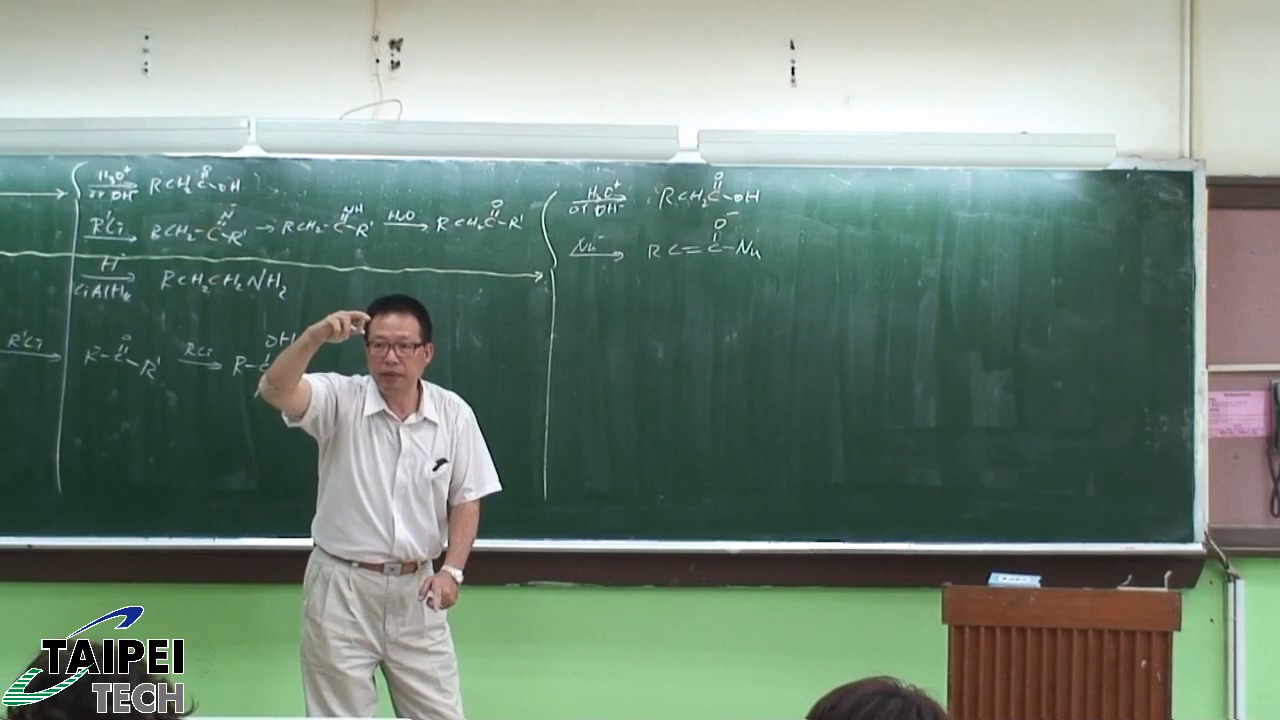 H3O+ or OH- RCH2 C OH O
R'Li RCH2-C-R' N- → RCH2-C-R' NH H2O RCH2C-R' O
H- LiAlH4 RCH2CH2NH2
R'Li R-C-R' O RLi R-C OH
H3O+ or OH- RCH2C-OH O
Nu- RC=C-Nu O-
TAIPEI
TECH